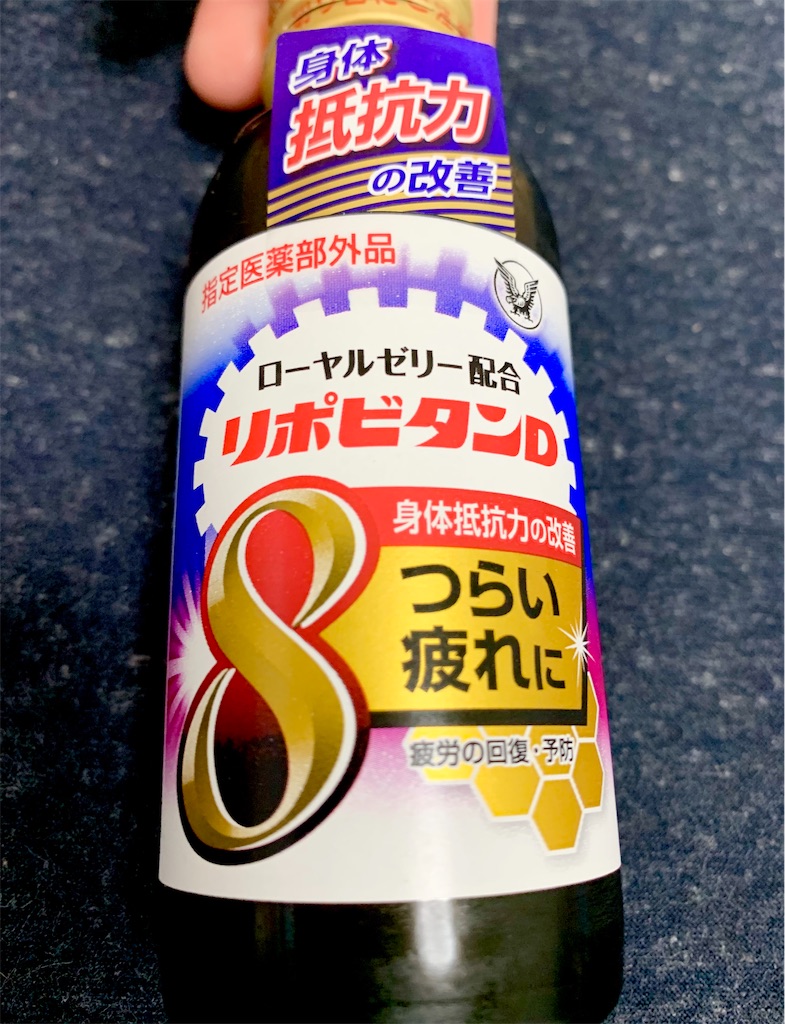 身体
抵抗力
の改善
指定医薬部外品
ローヤルゼリー配合
リポビタンD
8
身体抵抗力の改善
つらい
疲れに
疲労の回復・予防